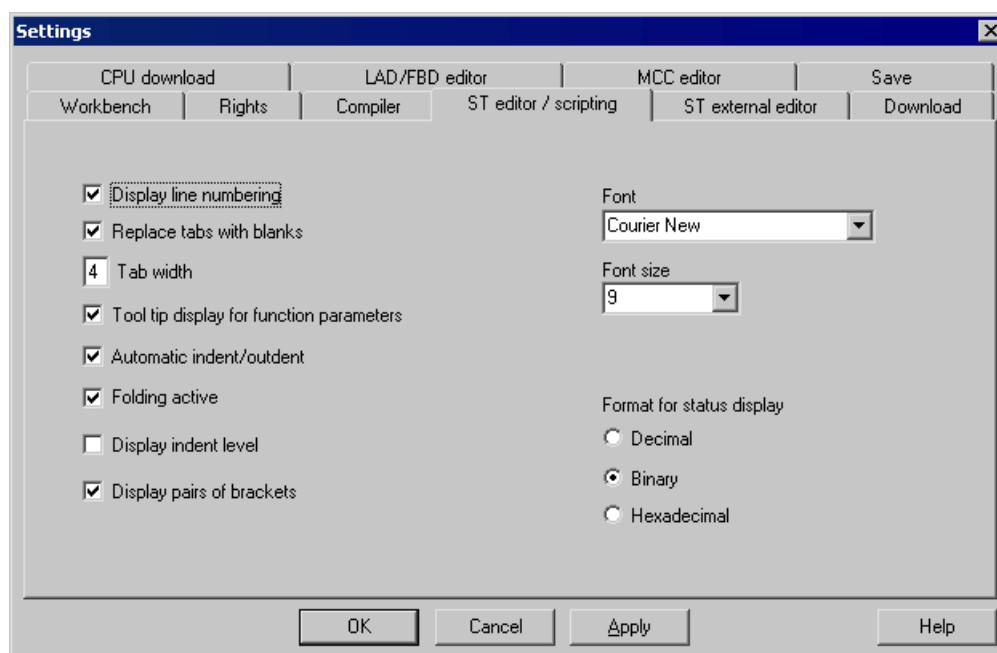 Settings
CPU download LAD/FBD editor MCC editor Save
Workbench Rights Compiler ST editor / scripting ST external editor Download
Display line numbering
Replace tabs with blanks
4 Tab width
Tool tip display for function parameters
Automatic indent/outdent
Folding active
Display indent level
Display pairs of brackets
Font
Courier New
Font size
9
Format for status display
Decimal
Binary
Hexadecimal
OK Cancel Apply Help